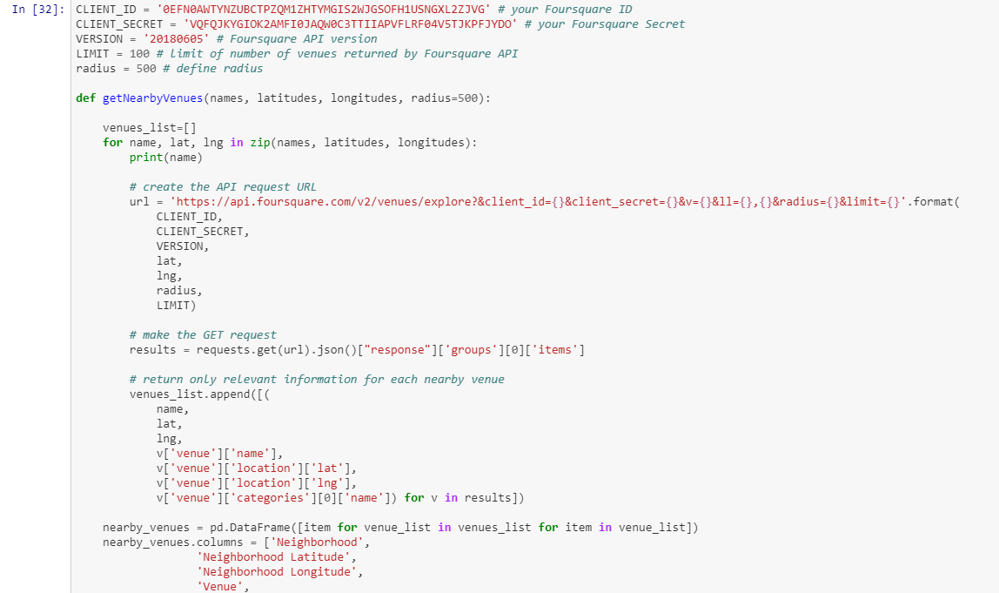 In [32]: CLIENT_ID = '0EFN0AWTYNZUBCTPZQM1ZHTYMGIS2WJGSOFH1USNGXL2ZJVG' # your Foursquare ID
CLIENT_SECRET = 'VQFQJKYGIOK2AMFI0JAQW0C3TTIIAPVFLRF04V5TJKPFJYDO' # your Foursquare Secret
VERSION = '20180605' # Foursquare API version
LIMIT = 100 # limit of number of venues returned by Foursquare API
radius = 500 # define radius
def getNearbyVenues(names, latitudes, longitudes, radius=500):
venues_list=[]
for name, lat, lng in zip(names, latitudes, longitudes):
print(name)
# create the API request URL
url = 'https://api.foursquare.com/v2/venues/explore?&client_id={}&client_secret={}&v={}&ll={},{}&radius={}&limit={}'.format(
CLIENT_ID,
CLIENT_SECRET,
VERSION,
lat,
lng,
radius,
LIMIT)
# make the GET request
results = requests.get(url).json()["response"]['groups'][0]['items']
# return only relevant information for each nearby venue
venues_list.append([(
name,
lat,
lng,
v['venue']['name'],
v['venue']['location']['lat'],
v['venue']['location']['lng'],
v['venue']['categories'][0]['name']) for v in results])
nearby_venues = pd.DataFrame([item for venue_list in venues_list for item in venue_list])
nearby_venues.columns = ['Neighborhood',
'Neighborhood Latitude',
'Neighborhood Longitude',
'Venue',